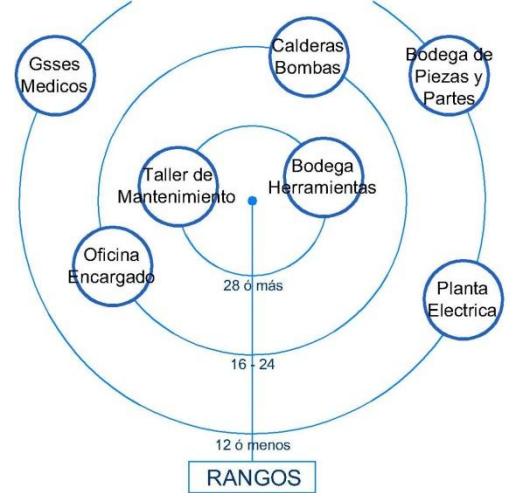 Gsses
Medicos
Calderas
Bombas
Bodega de
Piezas y
Partes
Taller de
Mantenimiento
Bodega
Herramientas
Oficina
Encargado
28 ó más
Planta
Electrica
16 - 24
12 ó menos
RANGOS